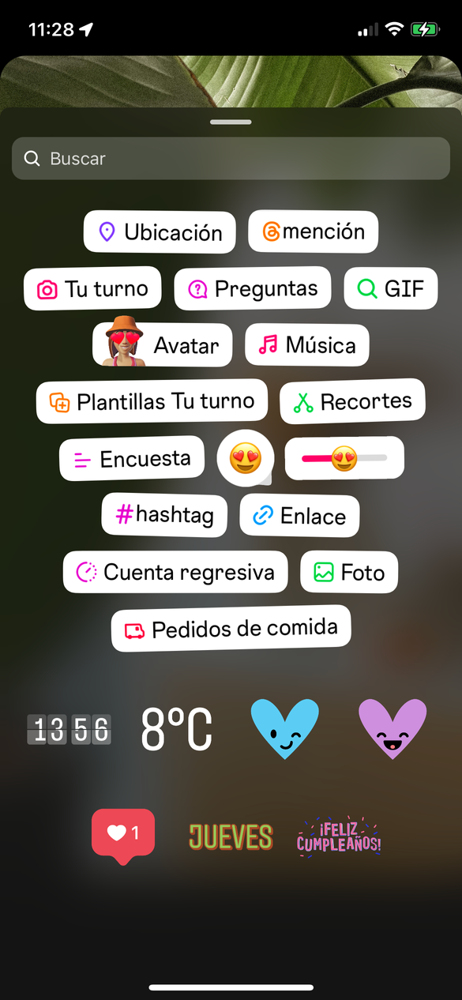 11:28
Buscar
Ubicación
@mención
Tu turno
Preguntas
GIF
Avatar
Música
Plantillas Tu turno
Recortes
Encuesta
#hashtag
Enlace
Cuenta regresiva
Foto
Pedidos de comida
13 56
8°C
1
JUEVES
¡FELIZ
CUMPLEAÑOS!